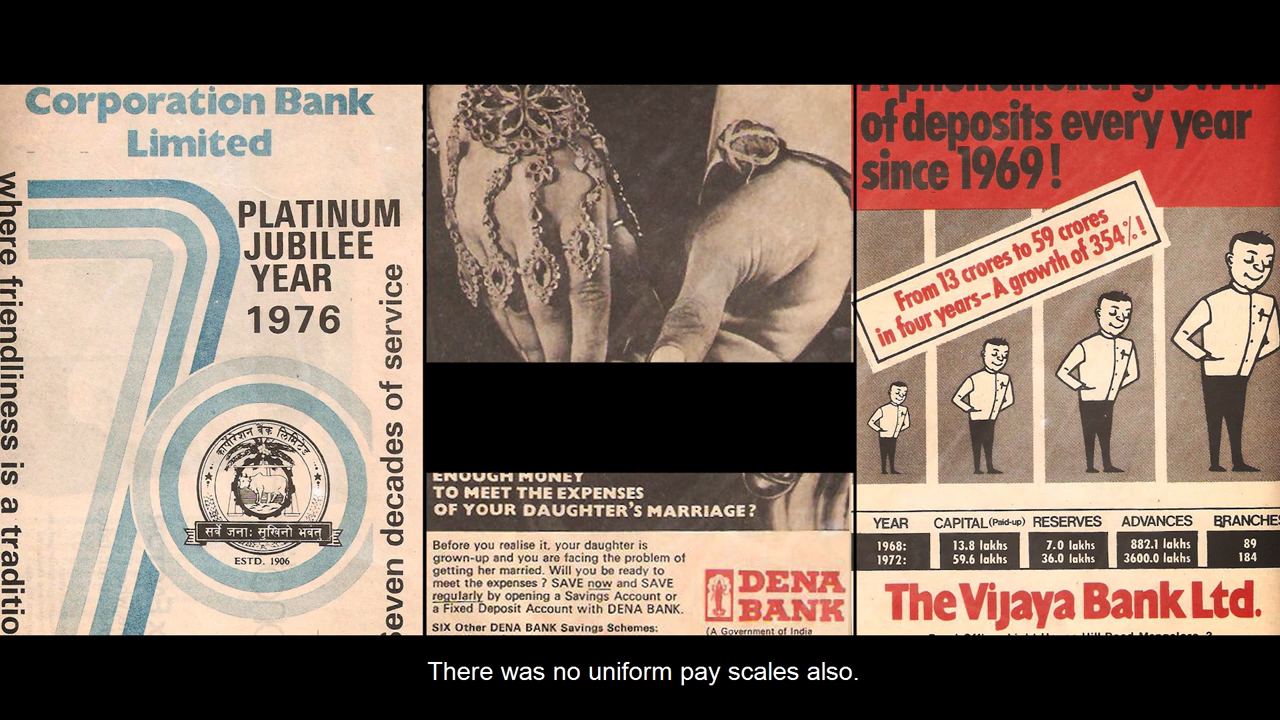 Corporation Bank
Limited
PLATINUM
JUBILEE
YEAR
1976
where friendliness is a
seven decades of service
कार्पोरेशन बैंक लिमिटेड
सर्वे जनाः सुखिनो भवंतु
ESTD. 1906
ENOUGH MONEY
TO MEET THE EXPENSES
OF YOUR DAUGHTER'S MARRIAGE?
Before you realise it, your daughter is
grown-up and you are facing the problem of
getting her married. Will you be ready to
meet the expenses ? SAVE now and SAVE
regularly by opening a Savings Account or
a Fixed Deposit Account with DENA BANK.
SIX Other DENA BANK Savings Schemes:
DENA
BANK
(A Government of India
of deposits every year
since 1969!
From 13 crores to 59 crores
in four years–A growth of 354%!
YEAR CAPITAL (Paid-up) RESERVES ADVANCES BRANCHES
1968: 13.8 lakhs 7.0 lakhs 882.1 lakhs 89
1972: 59.6 lakhs 36.0 lakhs 3600.0 lakhs 184
The Vijaya Bank Ltd.
There was no uniform pay scales also.